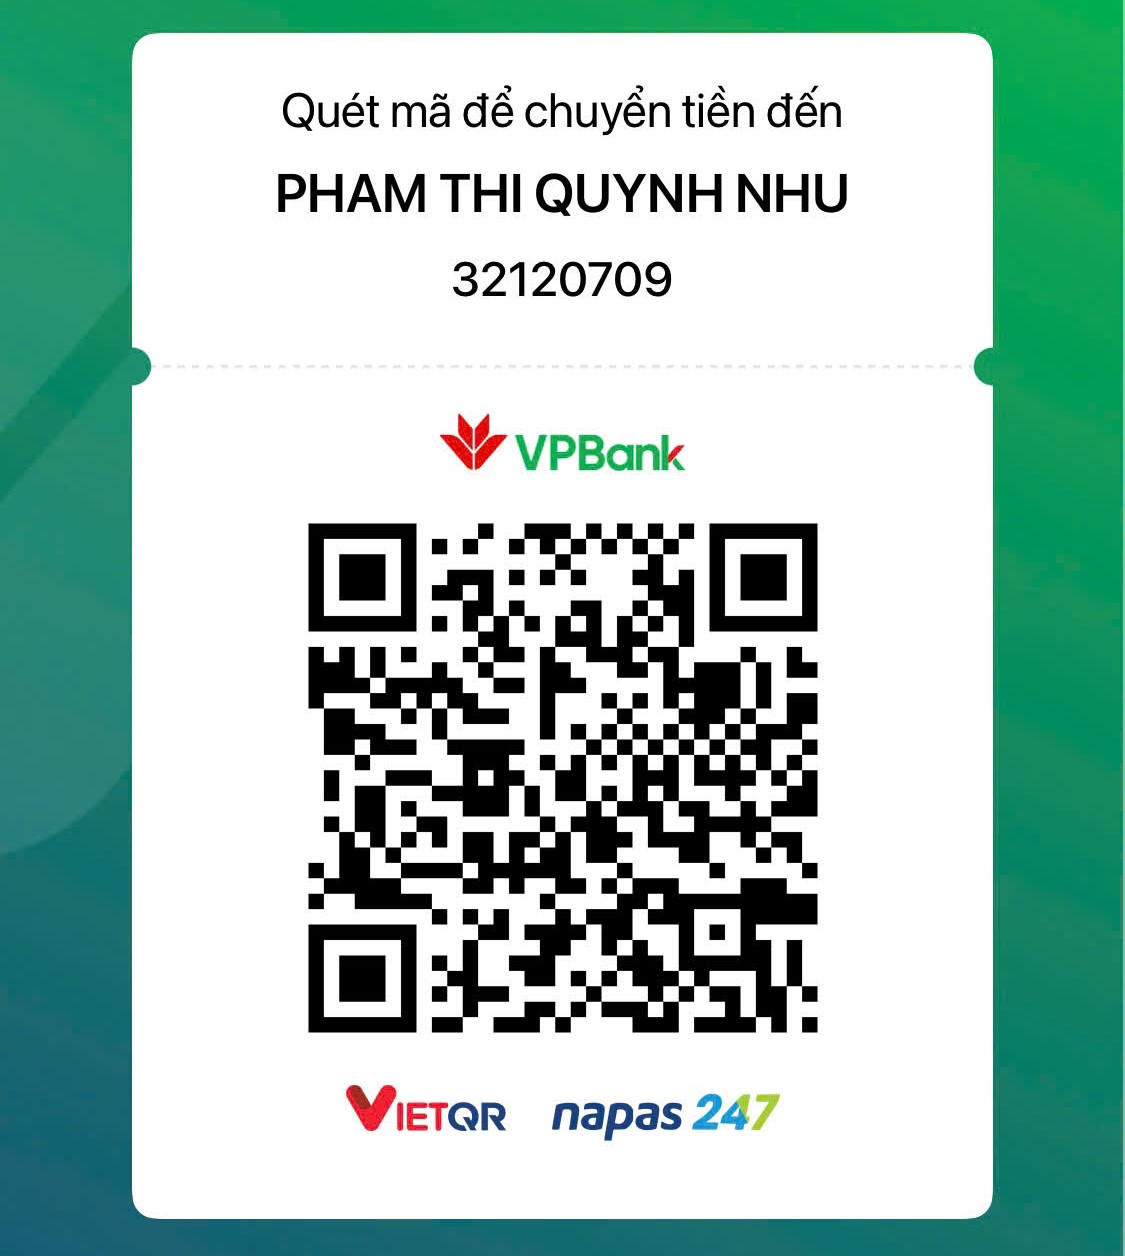 Quét mã để chuyển tiền đến
PHAM THI QUYNH NHU
32120709
VPBank
VIETQR napas 247